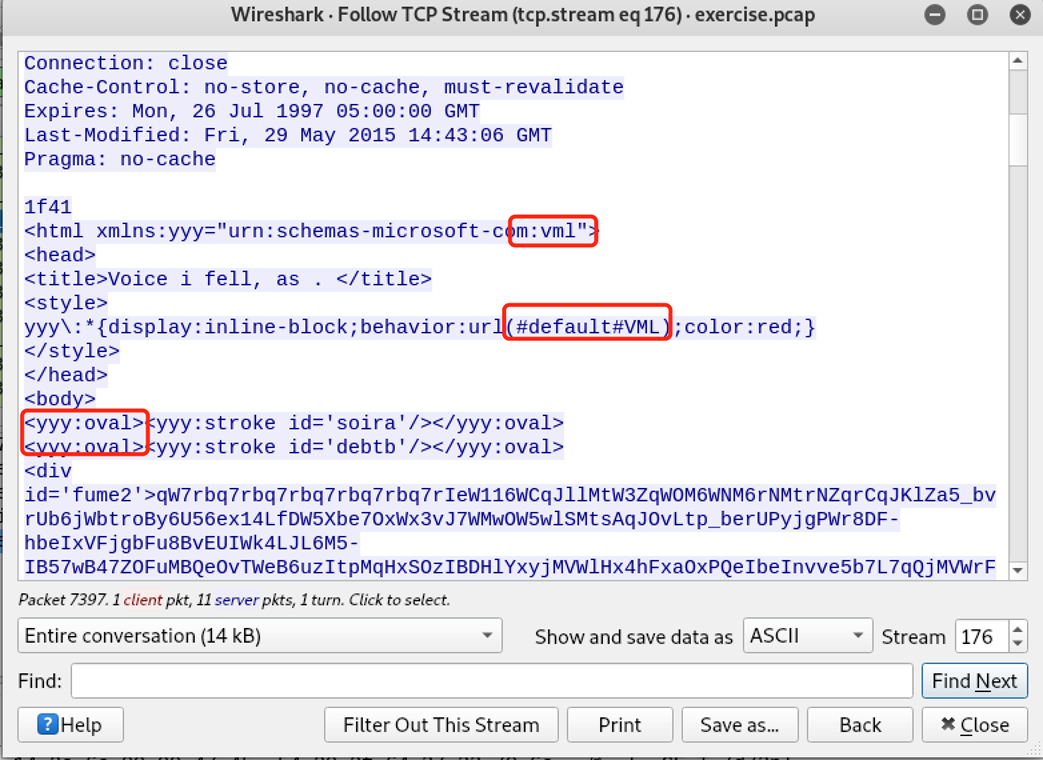 Wireshark · Follow TCP Stream (tcp.stream eq 176) · exercise.pcap
Connection: close
Cache-Control: no-store, no-cache, must-revalidate
Expires: Mon, 26 Jul 1997 05:00:00 GMT
Last-Modified: Fri, 29 May 2015 14:43:06 GMT
Pragma: no-cache
1f41
<html xmlns:yyy="urn:schemas-microsoft-com:vml">
<head>
<title>Voice i fell, as . </title>
<style>
yyy\:*{display:inline-block;behavior:url(#default#VML);color:red;}
</style>
</head>
<body>
<yyy:oval><yyy:stroke id='soira'/></yyy:oval>
<yyy:oval><yyy:stroke id='debtb'/></yyy:oval>
<div
id='fume2'>qW7rbq7rbq7rbq7rbq7rbq7rIeW116WCqJllMtW3ZqWOM6WNM6rNMtrNZqrCqJKlZa5_bv
rUb6jWbtroBy6U56ex14LfDW5Xbe7OxWx3vJ7WMwOW5wlSMtsAqJOvLtp_berUPyjgPWr8DF-
hbeIxVFjgbFu8BvEUIWk4LJL6M5-
IB57wB47ZOFuMBQeOvTWeB6uzItpMqHxSOzIBDHlYxyjMVWlHx4hFxaOxPQeIbeInvve5b7L7qQjMVWrF
Packet 7397. 1 client pkt, 11 server pkts, 1 turn. Click to select.
Entire conversation (14 kB) Show and save data as ASCII Stream 176
Find: Find Next
Help Filter Out This Stream Print Save as... Back Close